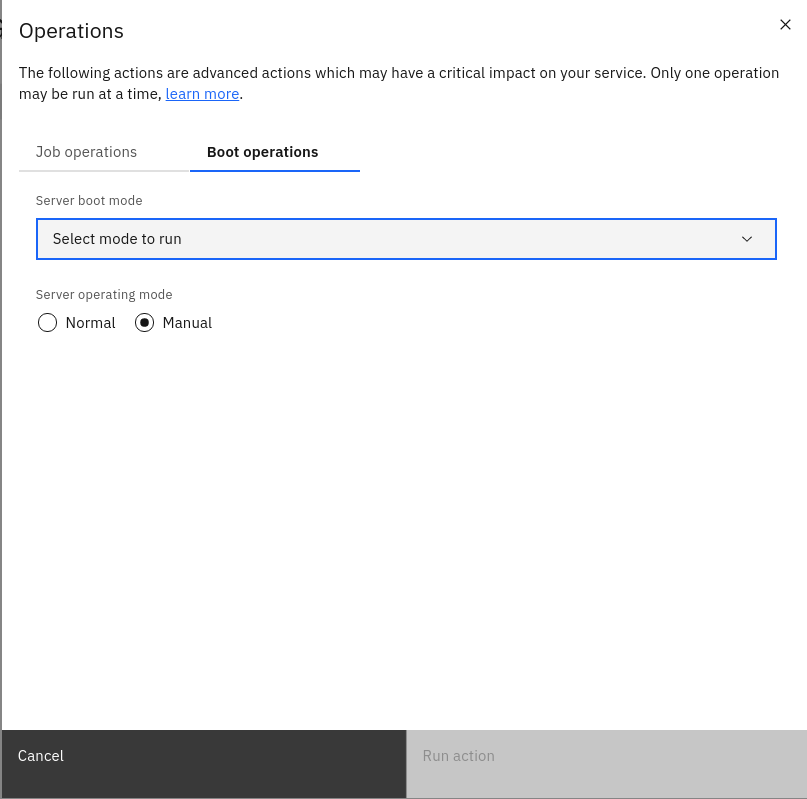 Operations
The following actions are advanced actions which may have a critical impact on your service. Only one operation
may be run at a time, learn more.
Job operations Boot operations
Server boot mode
Select mode to run
Server operating mode
Normal Manual
Cancel Run action